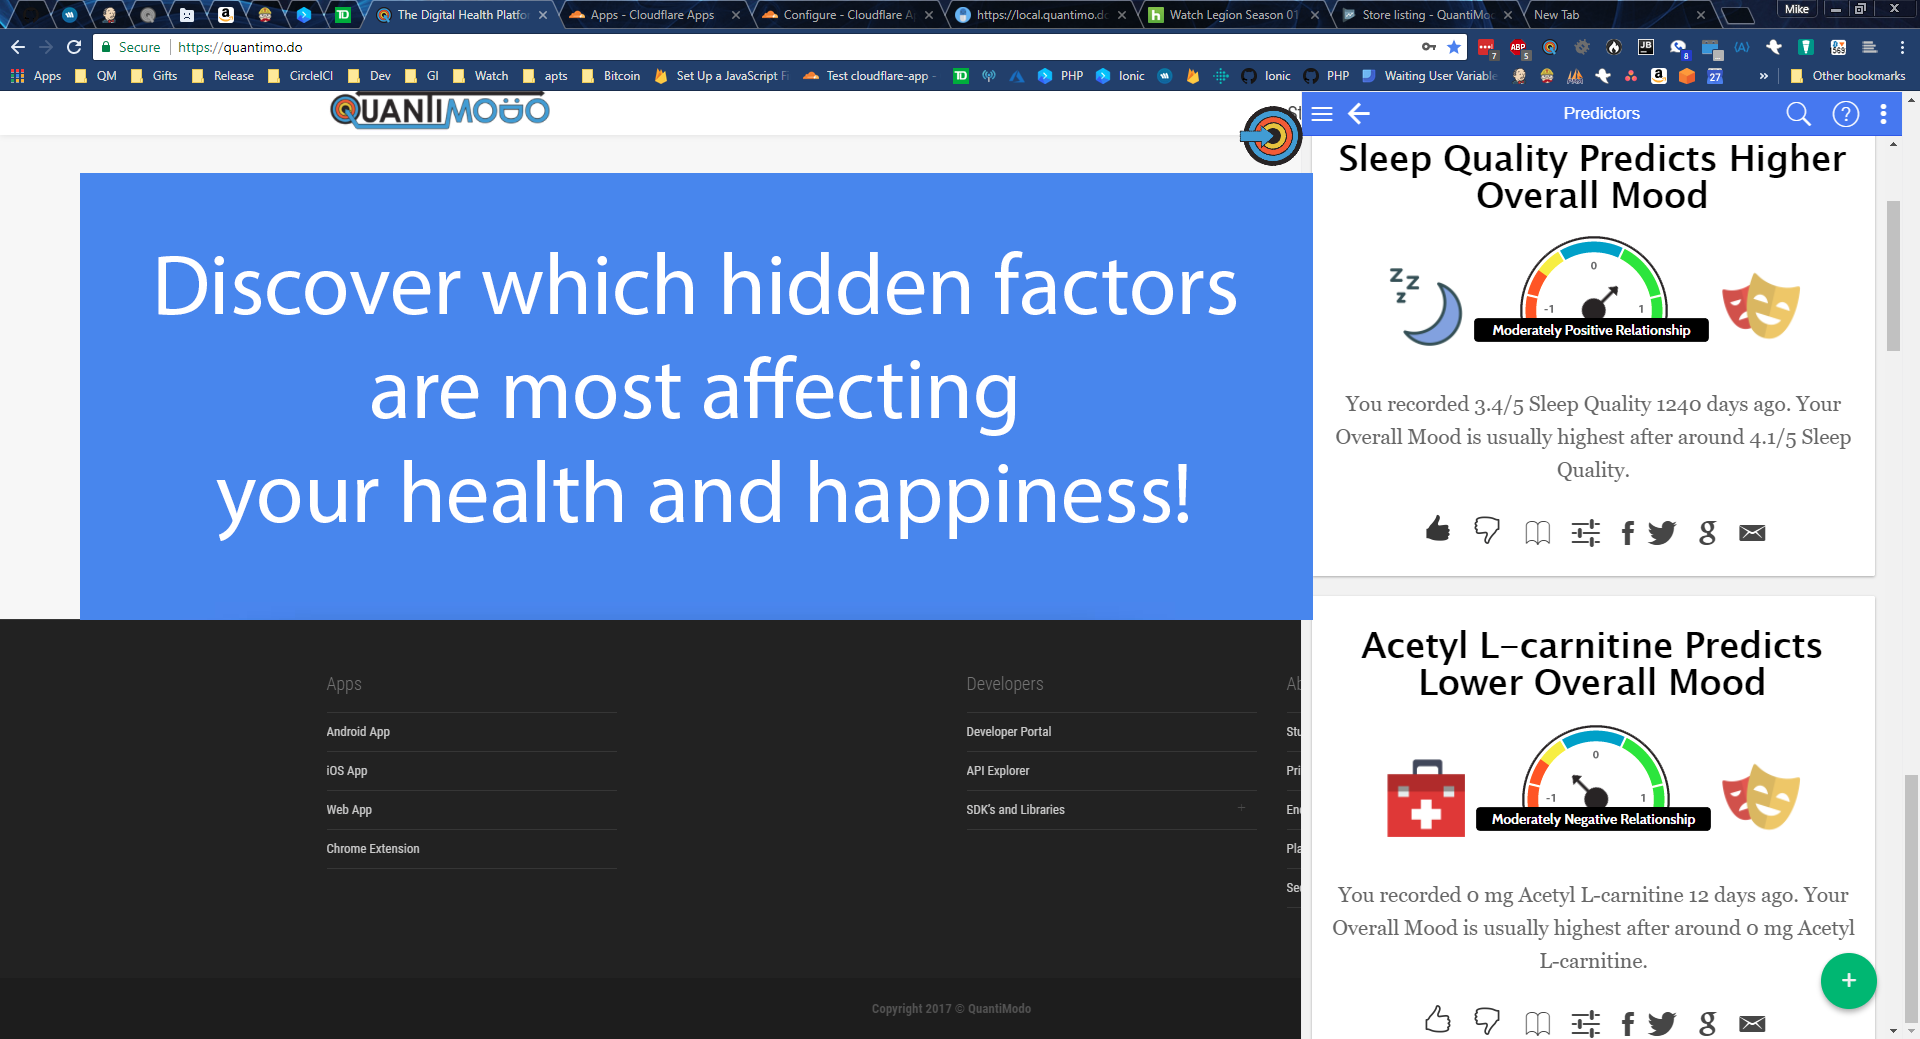 The Digital Health Platfo
Apps - Cloudflare Apps
Configure - Cloudflare A
https://local.quantimo.d
Watch Legion Season 01
Store listing - QuantiMo
New Tab
Mike
Secure
https://quantimo.do
Apps
QM
Gifts
Release
CircleCI
Dev
GI
Watch
apts
Bitcoin
Set Up a JavaScript F
Test cloudflare-app -
PHP
Ionic
Ionic
PHP
Waiting User Variable
»
Other bookmarks
QUANTIMODO
St
Predictors
Discover which hidden factors
are most affecting
your health and happiness!
Sleep Quality Predicts Higher
Overall Mood
0
-1
1
Moderately Positive Relationship
You recorded 3.4/5 Sleep Quality 1240 days ago. Your
Overall Mood is usually highest after around 4.1/5 Sleep
Quality.
Acetyl L-carnitine Predicts
Lower Overall Mood
0
-1
1
Moderately Negative Relationship
You recorded 0 mg Acetyl L-carnitine 12 days ago. Your
Overall Mood is usually highest after around 0 mg Acetyl
L-carnitine.
Apps
Android App
iOS App
Web App
Chrome Extension
Developers
Developer Portal
API Explorer
SDK's and Libraries
+
Ab
Stu
Pri
En
Pla
Se
Copyright 2017 © QuantiModo